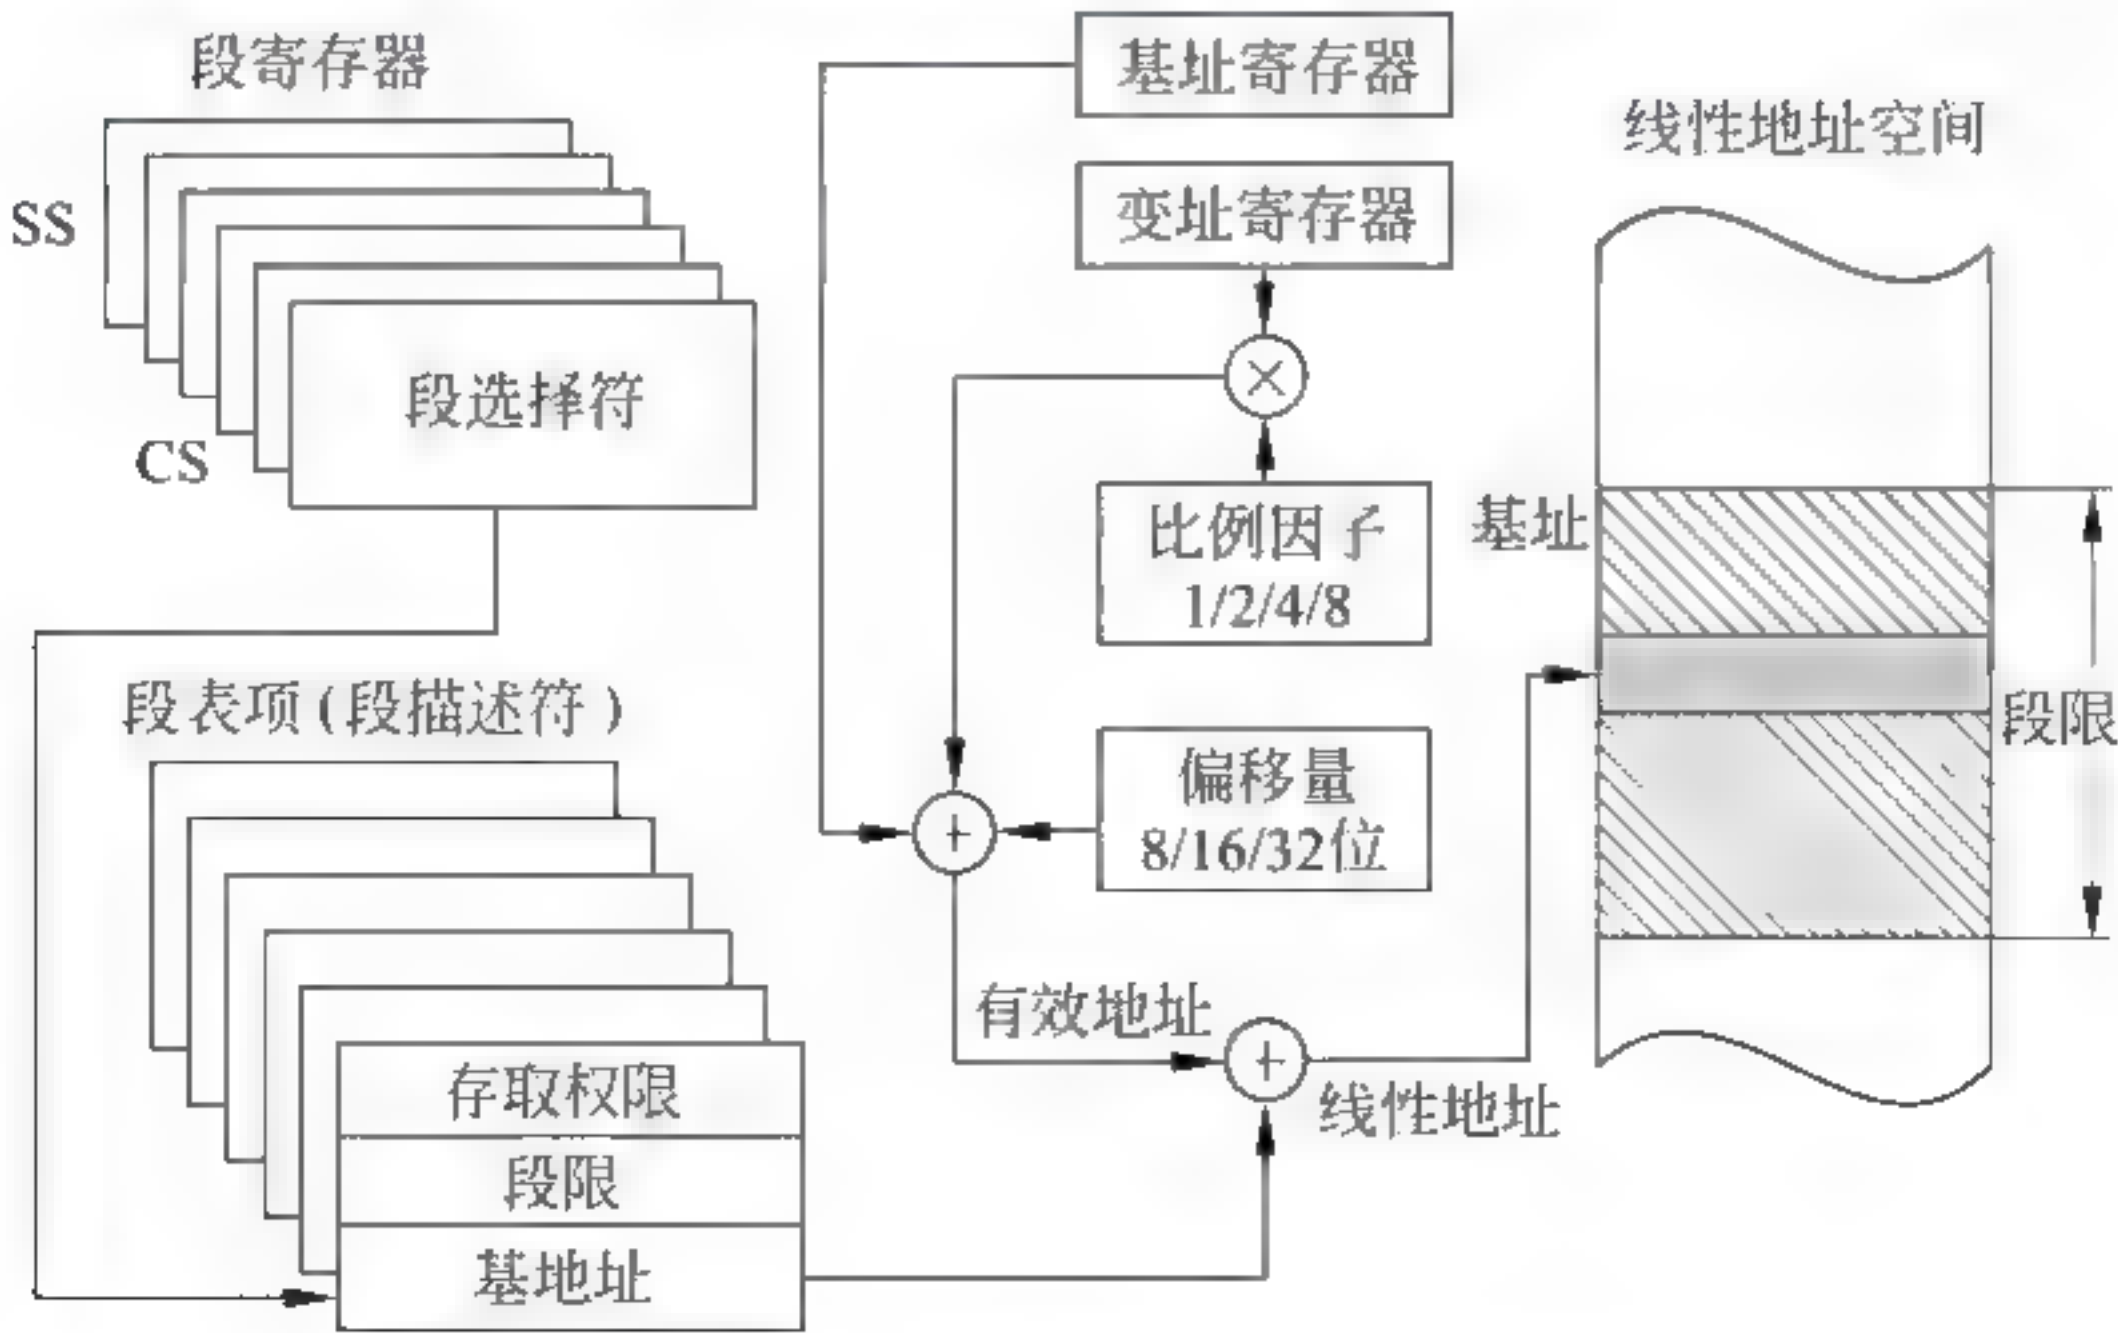 段寄存器
SS
CS
段选择符
段表项(段描述符)
存取权限
段限
基地址
基址寄存器
变址寄存器
比例因子
1/2/4/8
偏移量
8/16/32位
有效地址
线性地址
线性地址空间
基址
段限